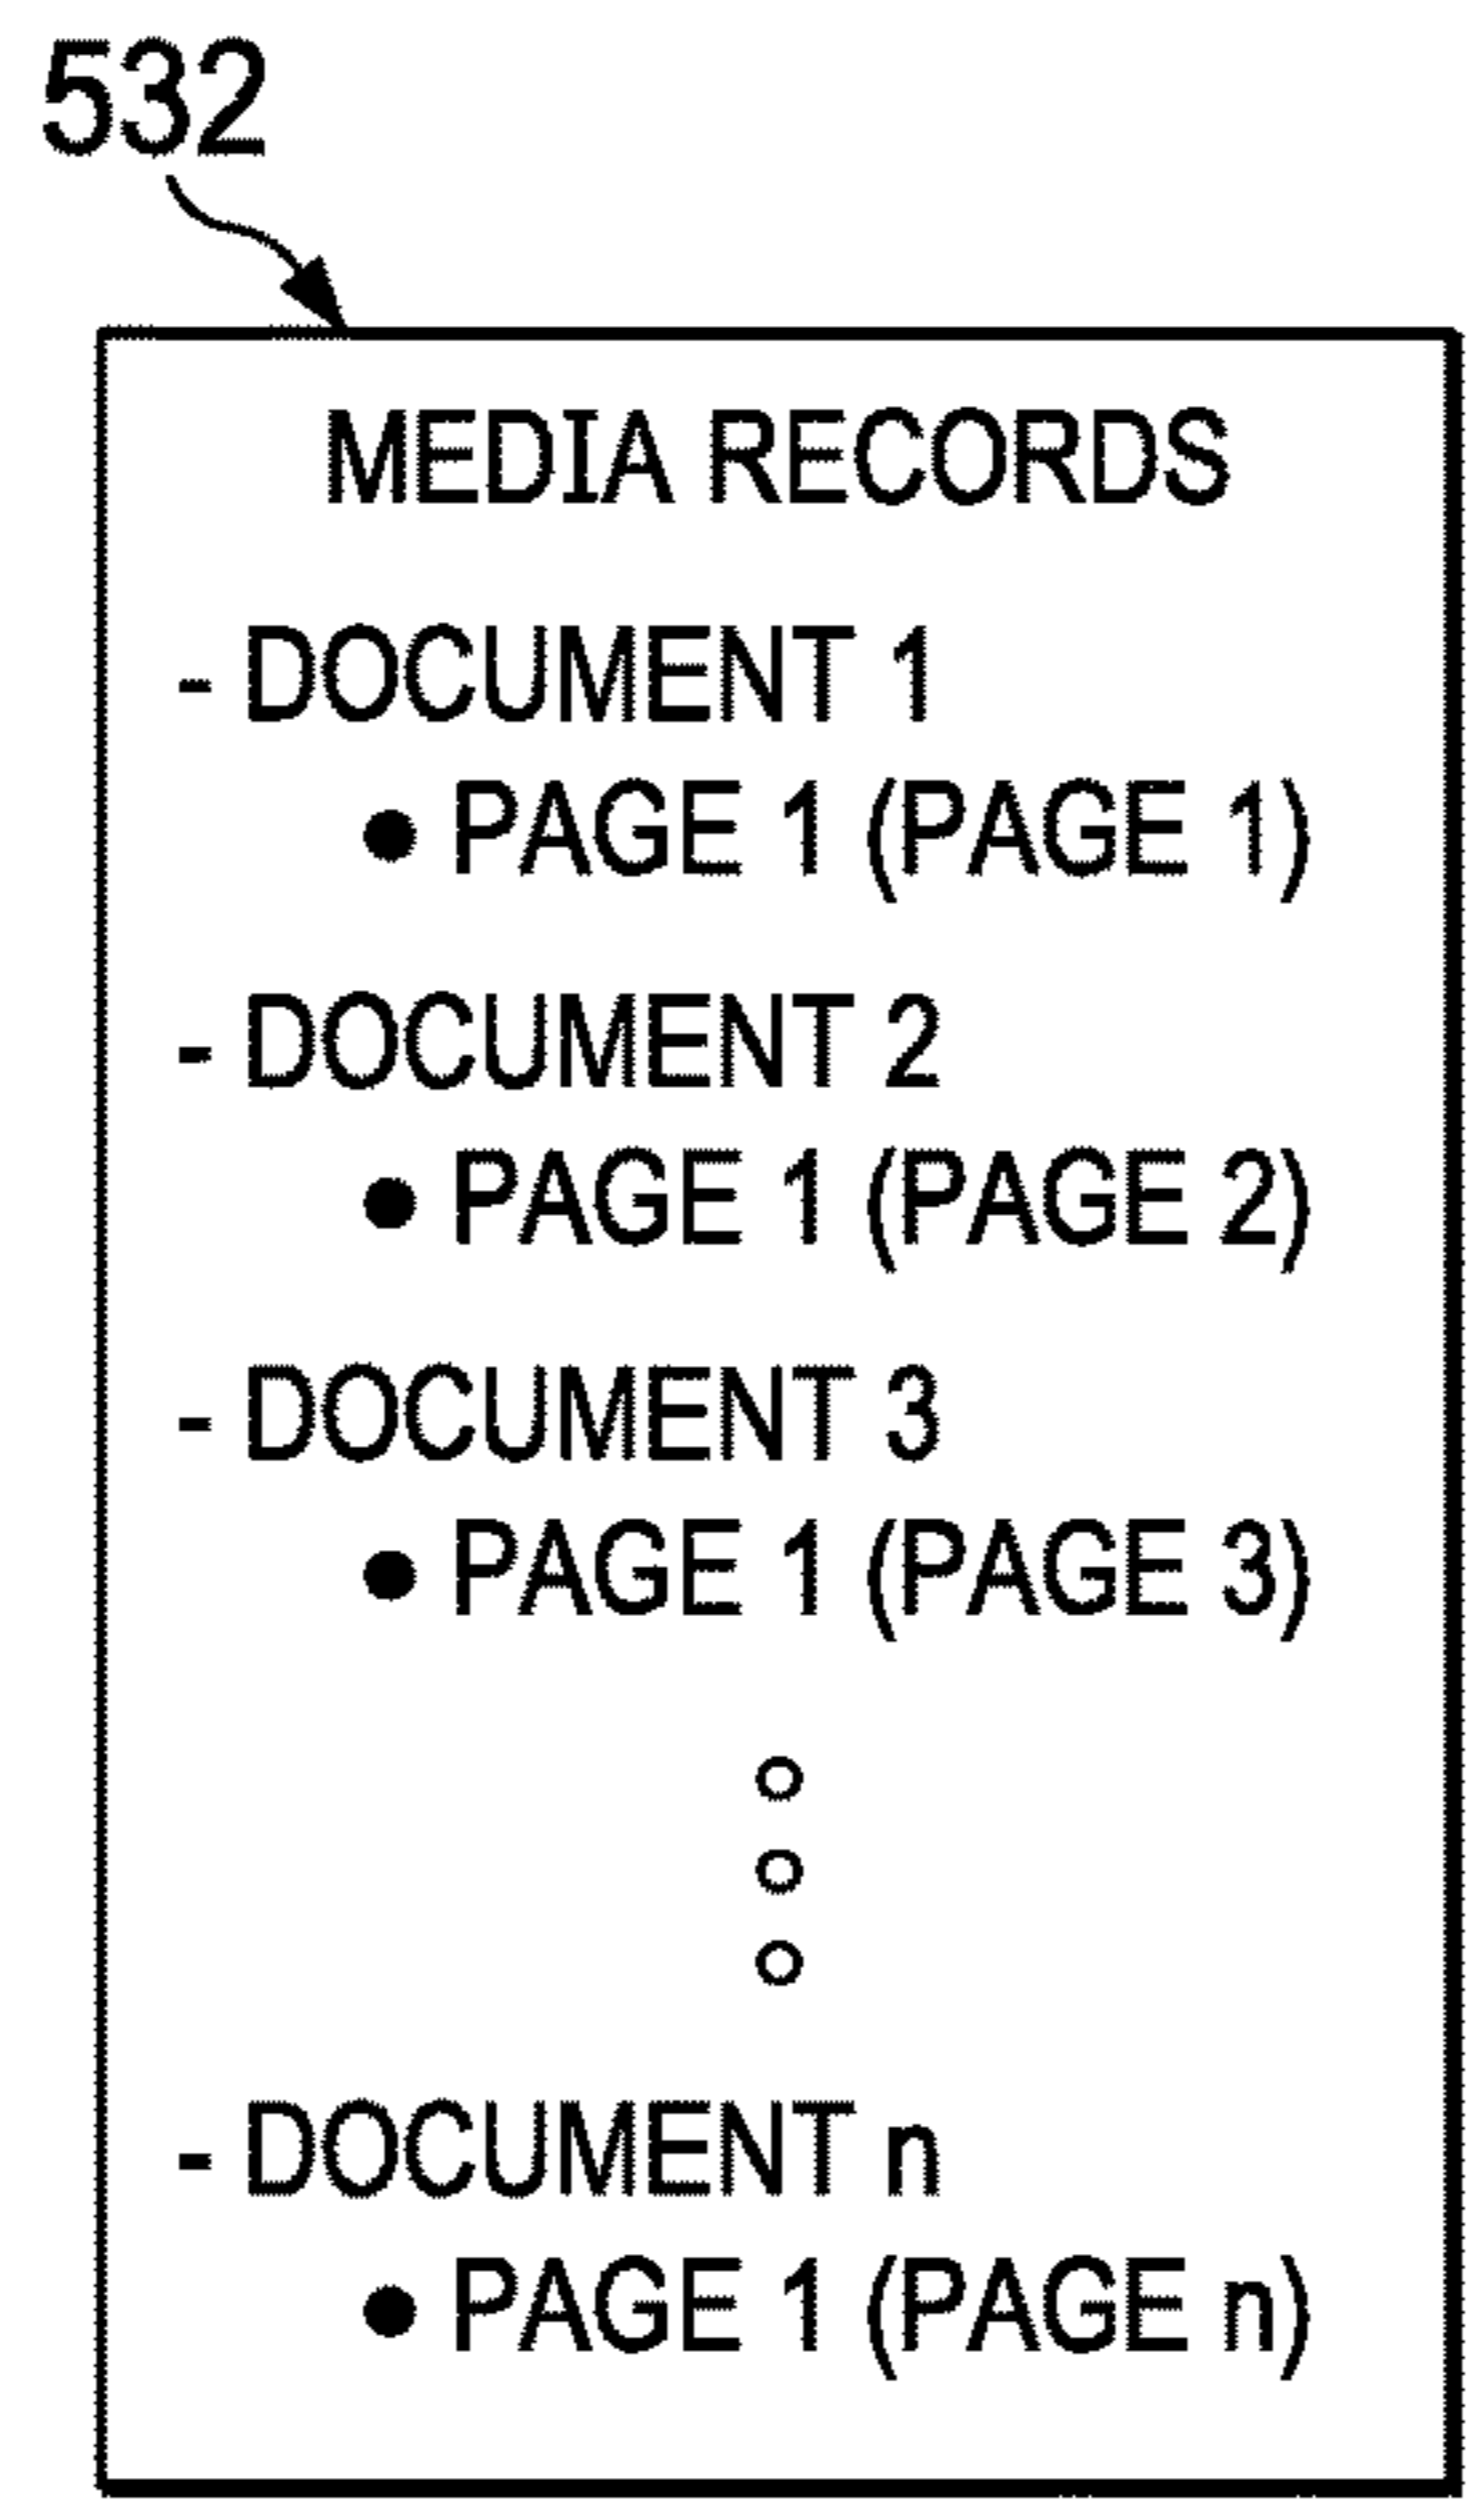 532
MEDIA RECORDS
- DOCUMENT 1
● PAGE 1 (PAGE 1)
- DOCUMENT 2
● PAGE 1 (PAGE 2)
- DOCUMENT 3
● PAGE 1 (PAGE 3)
- DOCUMENT n
● PAGE 1 (PAGE n)